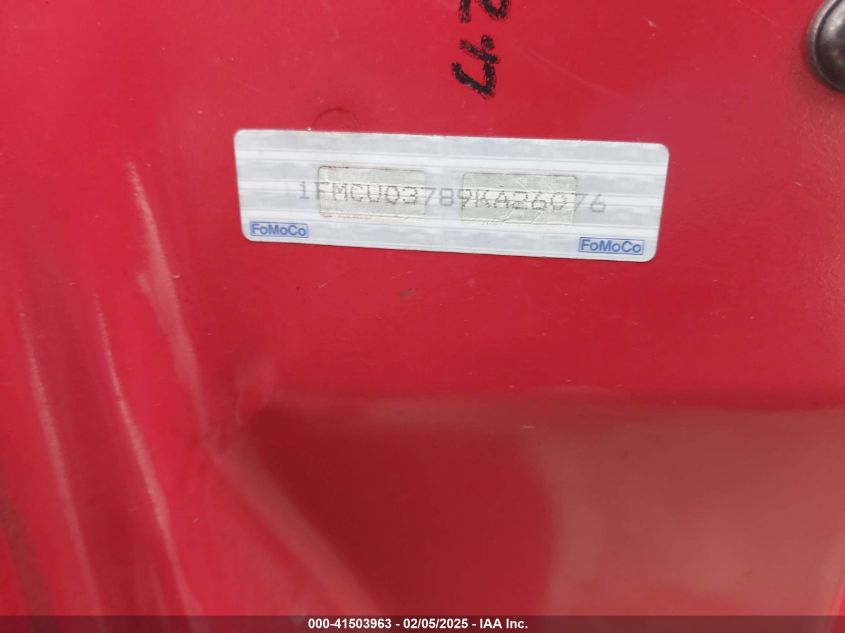 1FMCU03789KA26076
FoMoCo
FoMoCo
000-41503963 - 02/05/2025 - IAA Inc.